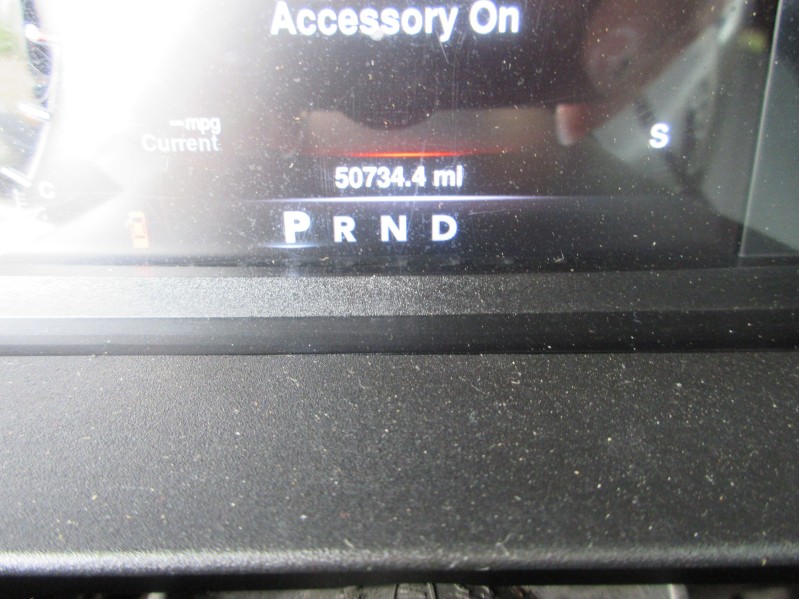 Accessory On
--mpg
Current
S
50734.4 mi
P R N D
C